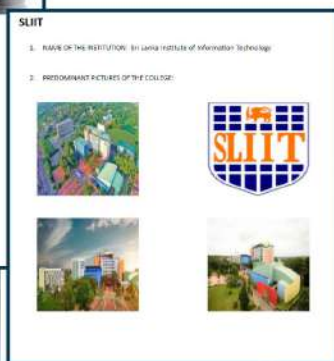 SLIIT
1. NAME OF THE INSTITUTION: Sri Lanka Institute of Information Technology
2. PREDOMINANT PICTURES OF THE COLLEGE:
SLIIT